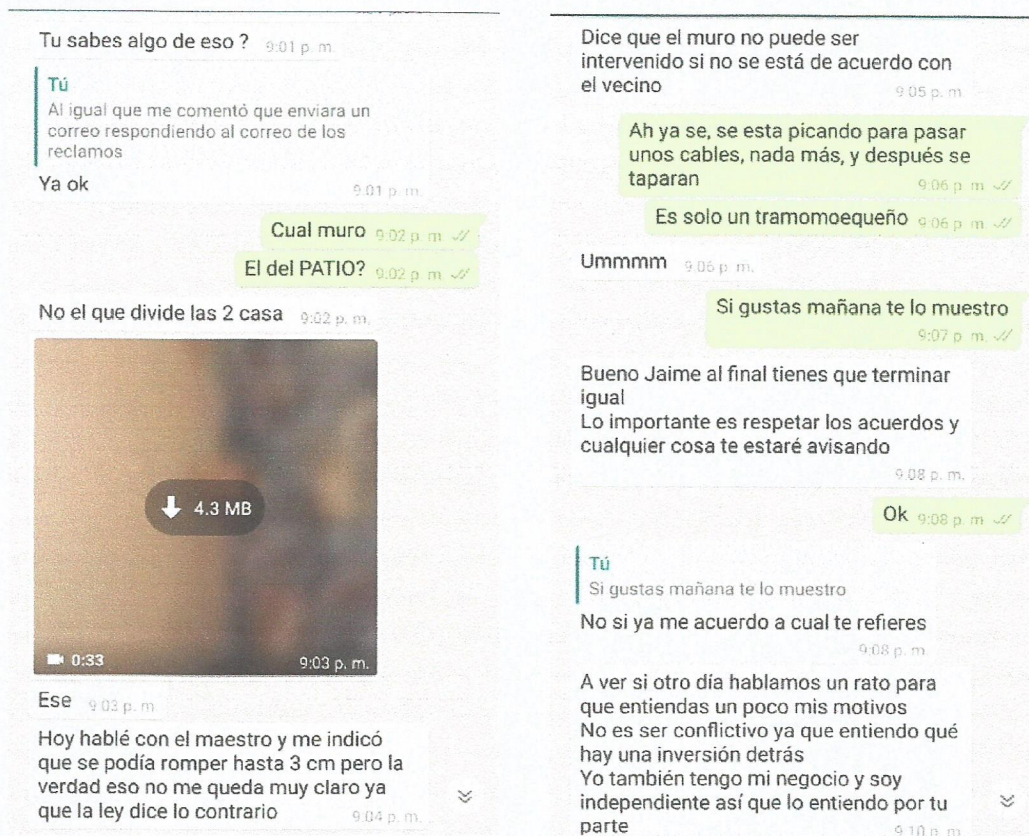 Tu sabes algo de eso ? 9:01 p. m.
Tú
Al igual que me comentó que enviara un
correo respondiendo al correo de los
reclamos
Ya ok 9:01 p. m.
Cual muro 9:02 p. m.
El del PATIO? 9:02 p. m.
No el que divide las 2 casa 9:02 p. m.
4.3 MB
0:33 9:03 p. m.
Ese 9:03 p. m
Hoy hablé con el maestro y me indicó
que se podía romper hasta 3 cm pero la
verdad eso no me queda muy claro ya
que la ley dice lo contrario 9:04 p. m.
Dice que el muro no puede ser
intervenido si no se está de acuerdo con
el vecino 9:05 p. m.
Ah ya se, se esta picando para pasar
unos cables, nada más, y después se
taparan 9:06 p. m
Es solo un tramomoequeño 9:06 p. m.
Ummmm 9:06 p. m.
Si gustas mañana te lo muestro
9:07 p. m.
Bueno Jaime al final tienes que terminar
igual
Lo importante es respetar los acuerdos y
cualquier cosa te estaré avisando
9:08 p. m.
Ok 9:08 p. m
Tú
Si gustas mañana te lo muestro
No si ya me acuerdo a cual te refieres
9:08 p. m.
A ver si otro día hablamos un rato para
que entiendas un poco mis motivos
No es ser conflictivo ya que entiendo qué
hay una inversión detrás
Yo también tengo mi negocio y soy
independiente así que lo entiendo por tu
parte 9:10 p. m.